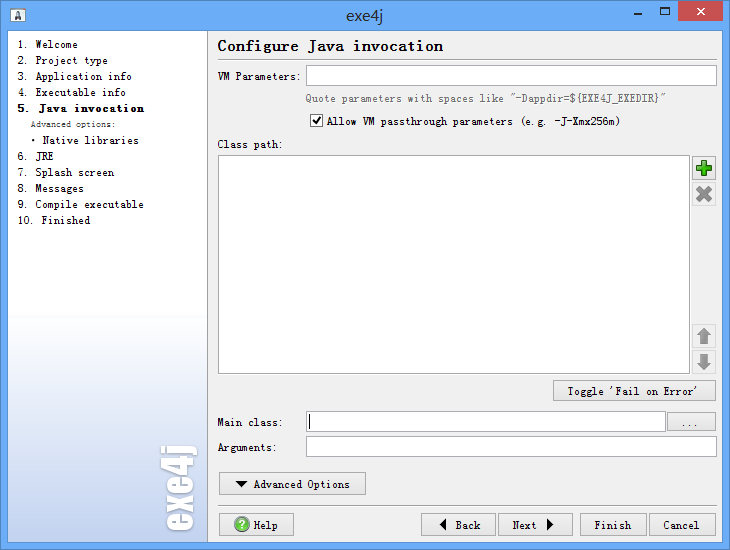 exe4j
1. Welcome
2. Project type
3. Application info
4. Executable info
5. Java invocation
Advanced options:
• Native libraries
6. JRE
7. Splash screen
8. Messages
9. Compile executable
10. Finished
exe4j
Configure Java invocation
VM Parameters:
Quote parameters with spaces like "-Dappdir=${EXE4J_EXEDIR}"
Allow VM passthrough parameters (e.g. -J-Xmx256m)
Class path:
Toggle 'Fail on Error'
Main class:
...
Arguments:
Advanced Options
Help
Back
Next
Finish
Cancel